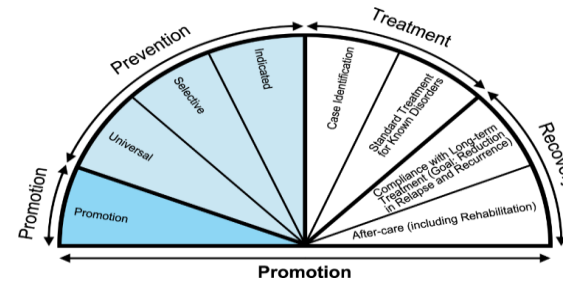 Prevention
Treatment
Promotion
Recovery
Promotion
Universal
Selective
Indicated
Case Identification
Standard Treatment
for Known Disorders
Compliance with Long-term
Treatment (Goal: Reduction
in Relapse and Recurrence)
After-care (including Rehabilitation)
Promotion